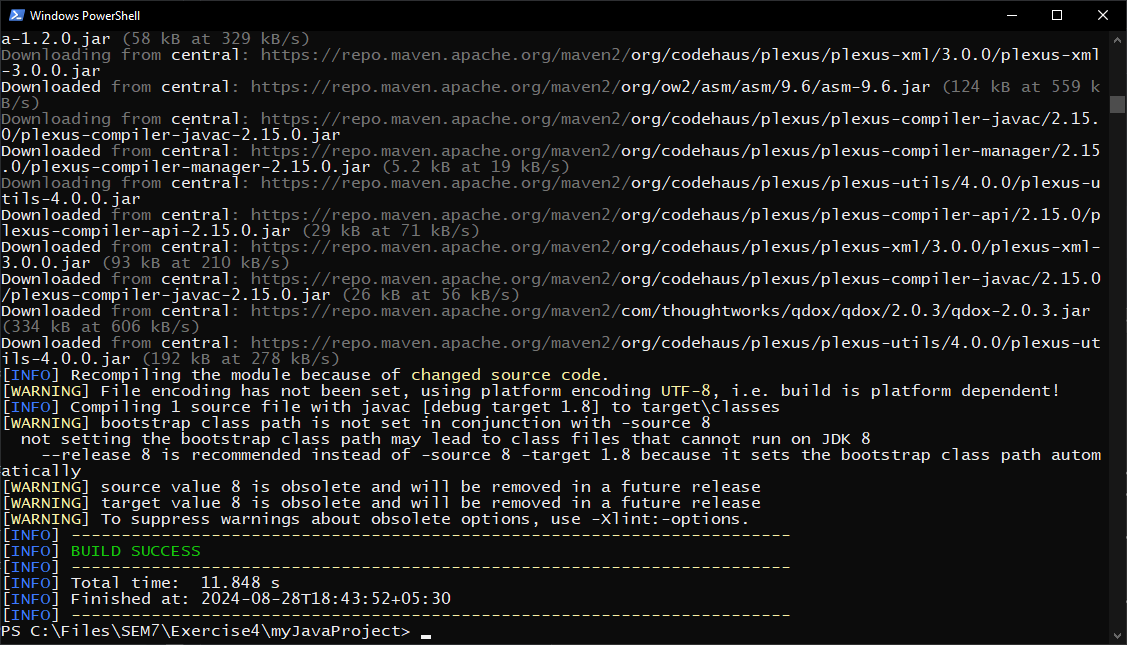 Windows PowerShell
a-1.2.0.jar (58 kB at 329 kB/s)
Downloading from central: https://repo.maven.apache.org/maven2/org/codehaus/plexus/plexus-xml/3.0.0/plexus-xml
-3.0.0.jar
Downloaded from central: https://repo.maven.apache.org/maven2/org/ow2/asm/asm/9.6/asm-9.6.jar (124 kB at 559 k
B/s)
Downloading from central: https://repo.maven.apache.org/maven2/org/codehaus/plexus/plexus-compiler-javac/2.15.
0/plexus-compiler-javac-2.15.0.jar
Downloaded from central: https://repo.maven.apache.org/maven2/org/codehaus/plexus/plexus-compiler-manager/2.15
.0/plexus-compiler-manager-2.15.0.jar (5.2 kB at 19 kB/s)
Downloading from central: https://repo.maven.apache.org/maven2/org/codehaus/plexus/plexus-utils/4.0.0/plexus-u
tils-4.0.0.jar
Downloaded from central: https://repo.maven.apache.org/maven2/org/codehaus/plexus/plexus-compiler-api/2.15.0/p
lexus-compiler-api-2.15.0.jar (29 kB at 71 kB/s)
Downloaded from central: https://repo.maven.apache.org/maven2/org/codehaus/plexus/plexus-xml/3.0.0/plexus-xml-
3.0.0.jar (93 kB at 210 kB/s)
Downloaded from central: https://repo.maven.apache.org/maven2/org/codehaus/plexus/plexus-compiler-javac/2.15.0
/plexus-compiler-javac-2.15.0.jar (26 kB at 56 kB/s)
Downloaded from central: https://repo.maven.apache.org/maven2/com/thoughtworks/qdox/qdox/2.0.3/qdox-2.0.3.jar
(334 kB at 606 kB/s)
Downloaded from central: https://repo.maven.apache.org/maven2/org/codehaus/plexus/plexus-utils/4.0.0/plexus-ut
ils-4.0.0.jar (192 kB at 278 kB/s)
[INFO] Recompiling the module because of changed source code.
[WARNING] File encoding has not been set, using platform encoding UTF-8, i.e. build is platform dependent!
[INFO] Compiling 1 source file with javac [debug target 1.8] to target\classes
[WARNING] bootstrap class path is not set in conjunction with -source 8
  not setting the bootstrap class path may lead to class files that cannot run on JDK 8
    --release 8 is recommended instead of -source 8 -target 1.8 because it sets the bootstrap class path autom
atically
[WARNING] source value 8 is obsolete and will be removed in a future release
[WARNING] target value 8 is obsolete and will be removed in a future release
[WARNING] To suppress warnings about obsolete options, use -Xlint:-options.
[INFO] ------------------------------------------------------------------------
[INFO] BUILD SUCCESS
[INFO] ------------------------------------------------------------------------
[INFO] Total time:  11.848 s
[INFO] Finished at: 2024-08-28T18:43:52+05:30
[INFO] ------------------------------------------------------------------------
PS C:\Files\SEM7\Exercise4\myJavaProject> _